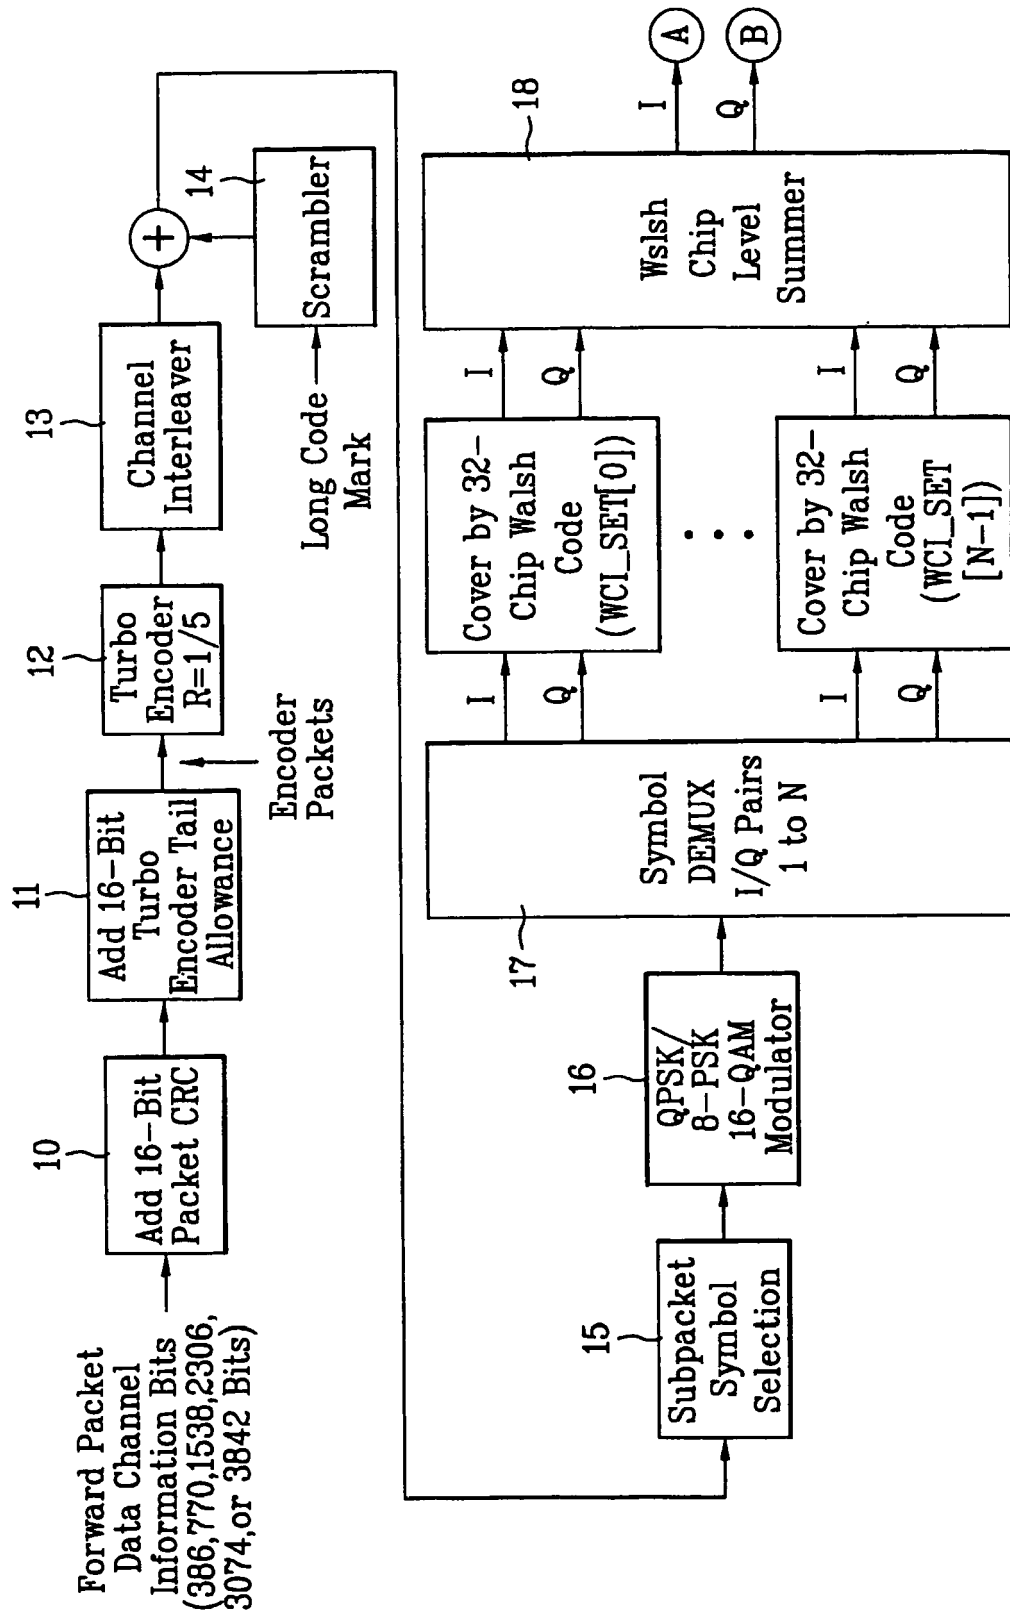 Forward Packet
Data Channel
Information Bits
(386,770,1538,2306,
3074,or 3842 Bits)
10
Add 16-Bit
Packet CRC
11
Add 16-Bit
Turbo
Encoder Tail
Allowance
Encoder
Packets
12
Turbo
Encoder
R=1/5
13
Channel
Interleaver
+
14
Scrambler
Long Code
Mark
15
Subpacket
Symbol
Selection
16
QPSK/
8-PSK
16-QAM
Modulator
17
Symbol
DEMUX
I/Q Pairs
1 to N
I
Q
I
Q
Cover by 32-
Chip Walsh
Code
(WCI_SET[0])
Cover by 32-
Chip Walsh
Code
(WCI_SET
[N-1])
I
Q
I
Q
18
Wslsh
Chip
Level
Summer
I
Q
A
B